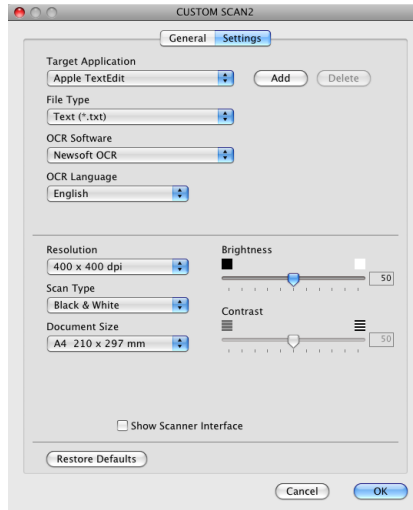 CUSTOM SCAN2
General Settings
Target Application
Apple TextEdit Add Delete
File Type
Text (*.txt)
OCR Software
Newsoft OCR
OCR Language
English
Resolution Brightness
400 x 400 dpi 50
Scan Type
Black & White Contrast
Document Size
A4 210 x 297 mm 50
Show Scanner Interface
Restore Defaults
Cancel OK